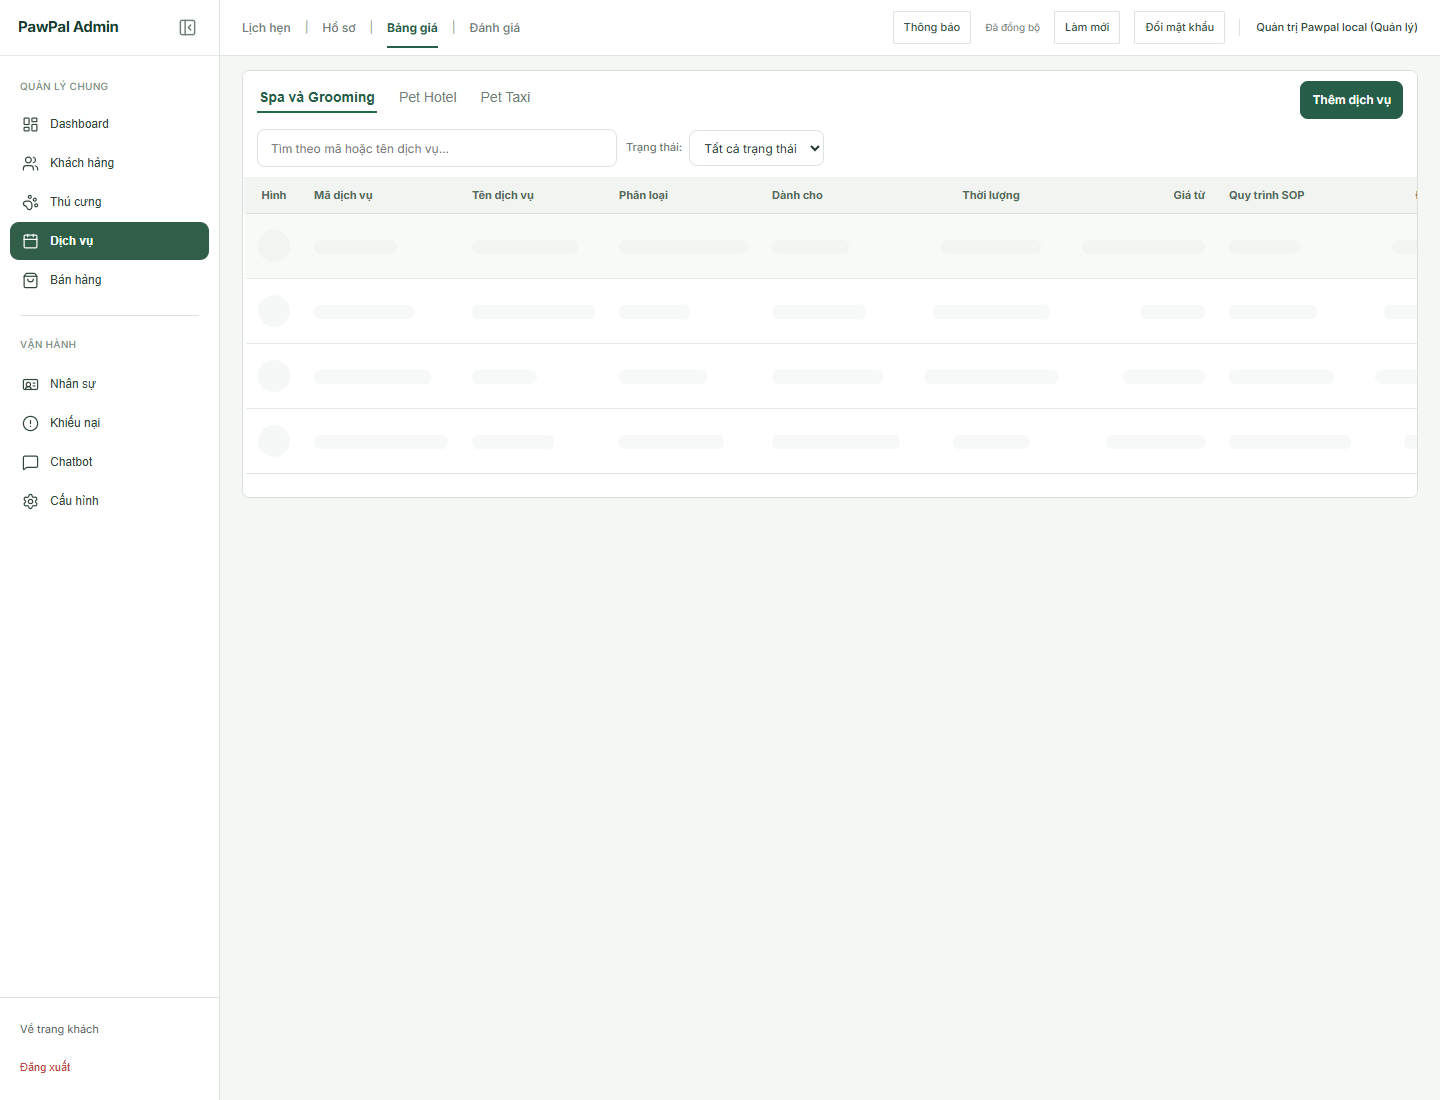 PawPal Admin
Lịch hẹn | Hồ sơ | Bảng giá | Đánh giá
Thông báo
Đã đồng bộ
Làm mới
Đổi mật khẩu
Quản trị Pawpal local (Quản lý)
QUẢN LÝ CHUNG
Dashboard
Khách hàng
Thú cưng
Dịch vụ
Bán hàng
VẬN HÀNH
Nhân sự
Khiếu nại
Chatbot
Cấu hình
Về trang khách
Đăng xuất
Spa và Grooming
Pet Hotel
Pet Taxi
Thêm dịch vụ
Tìm theo mã hoặc tên dịch vụ...
Trạng thái:
Tất cả trạng thái
Hình Mã dịch vụ Tên dịch vụ Phân loại Dành cho Thời lượng Giá từ Quy trình SOP